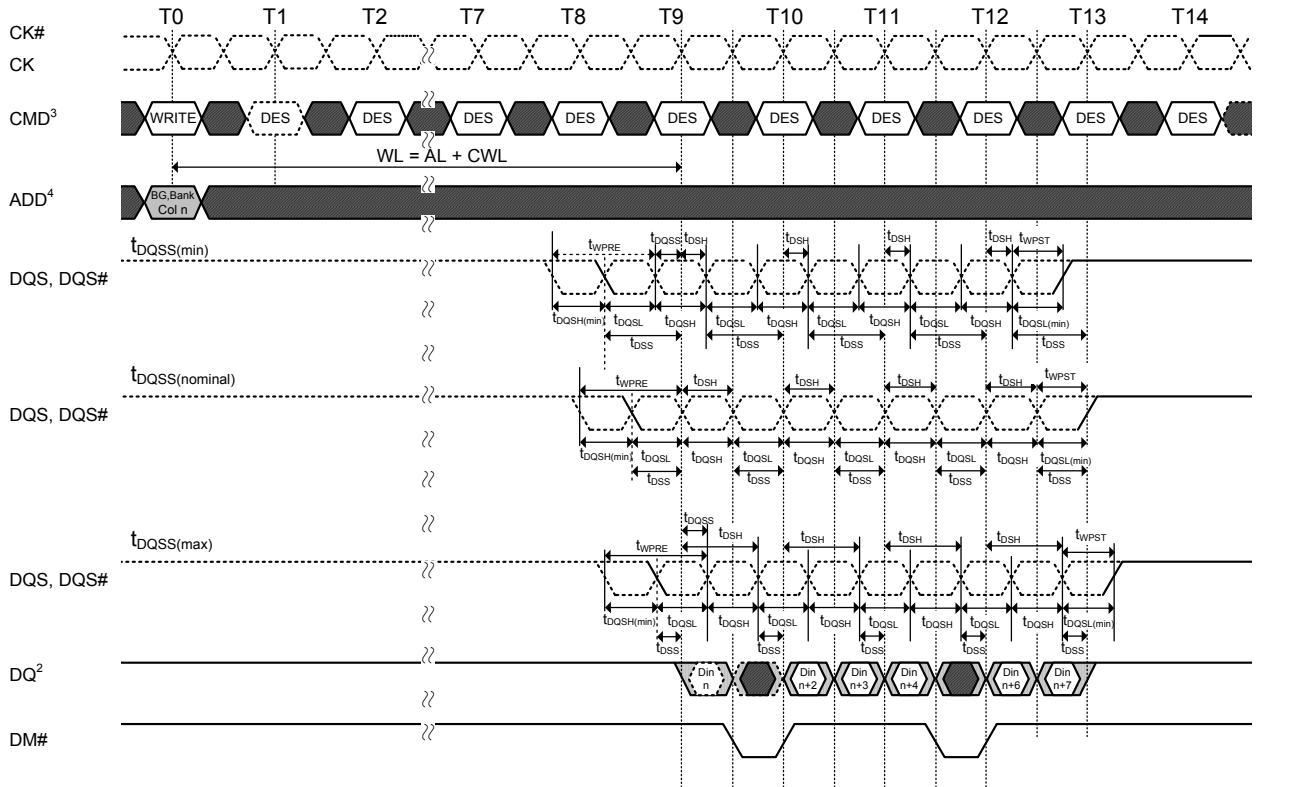 T0 T1 T2 T7 T8 T9 T10 T11 T12 T13 T14
CK#
CK
CMD3 WRITE DES DES DES DES DES DES DES DES DES DES
WL = AL + CWL
ADD4 BG,Bank
Col n
tDQSS(min) tWPRE tDQSS tDSH tDSH tDSH tDSH tWPST
DQS, DQS#
tDQSH(min) tDQSL tDQSH tDQSL tDQSH tDQSL tDQSH tDQSL tDQSH tDQSL(min)
tDSS tDSS tDSS tDSS tDSS
tDQSS(nominal) tWPRE tDSH tDSH tDSH tDSH tWPST
DQS, DQS#
tDQSH(min) tDQSL tDQSH tDQSL tDQSH tDQSL tDQSH tDQSL tDQSH tDQSL(min)
tDSS tDSS tDSS tDSS tDSS
tDQSS
tDQSS(max) tWPRE tDSH tDSH tDSH tDSH tWPST
DQS, DQS#
tDQSH(min) tDQSL tDQSH tDQSL tDQSH tDQSL tDQSH tDQSL tDQSH tDQSL(min)
tDSS tDSS tDSS tDSS tDSS
DQ2 Din Din Din Din Din Din
n n+2 n+3 n+4 n+6 n+7
DM#